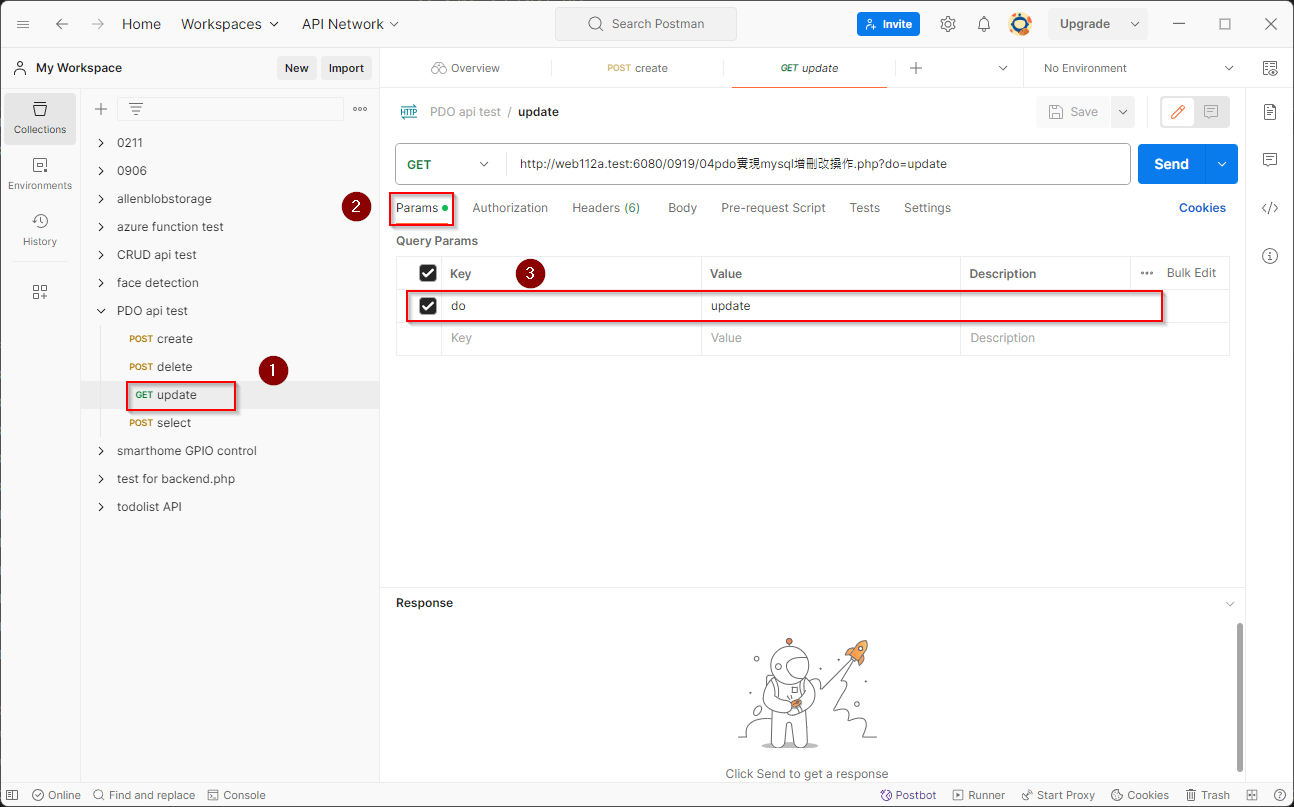 Home Workspaces API Network Search Postman Invite Upgrade
My Workspace New Import Overview POST create GET update No Environment
Collections
Environments
History
0211
0906
allenblobstorage
azure function test
CRUD api test
face detection
PDO api test
POST create
POST delete
GET update
POST select
smarthome GPIO control
test for backend.php
todolist API
1
HTTP PDO api test / update Save
GET http://web112a.test:6080/0919/04pdo實現mysql增刪改操作.php?do=update Send
2
Params Authorization Headers (6) Body Pre-request Script Tests Settings Cookies
Query Params
3
Key Value Description Bulk Edit
do update
Key Value Description
Response
Click Send to get a response
Online Find and replace Console Postbot Runner Start Proxy Cookies Trash